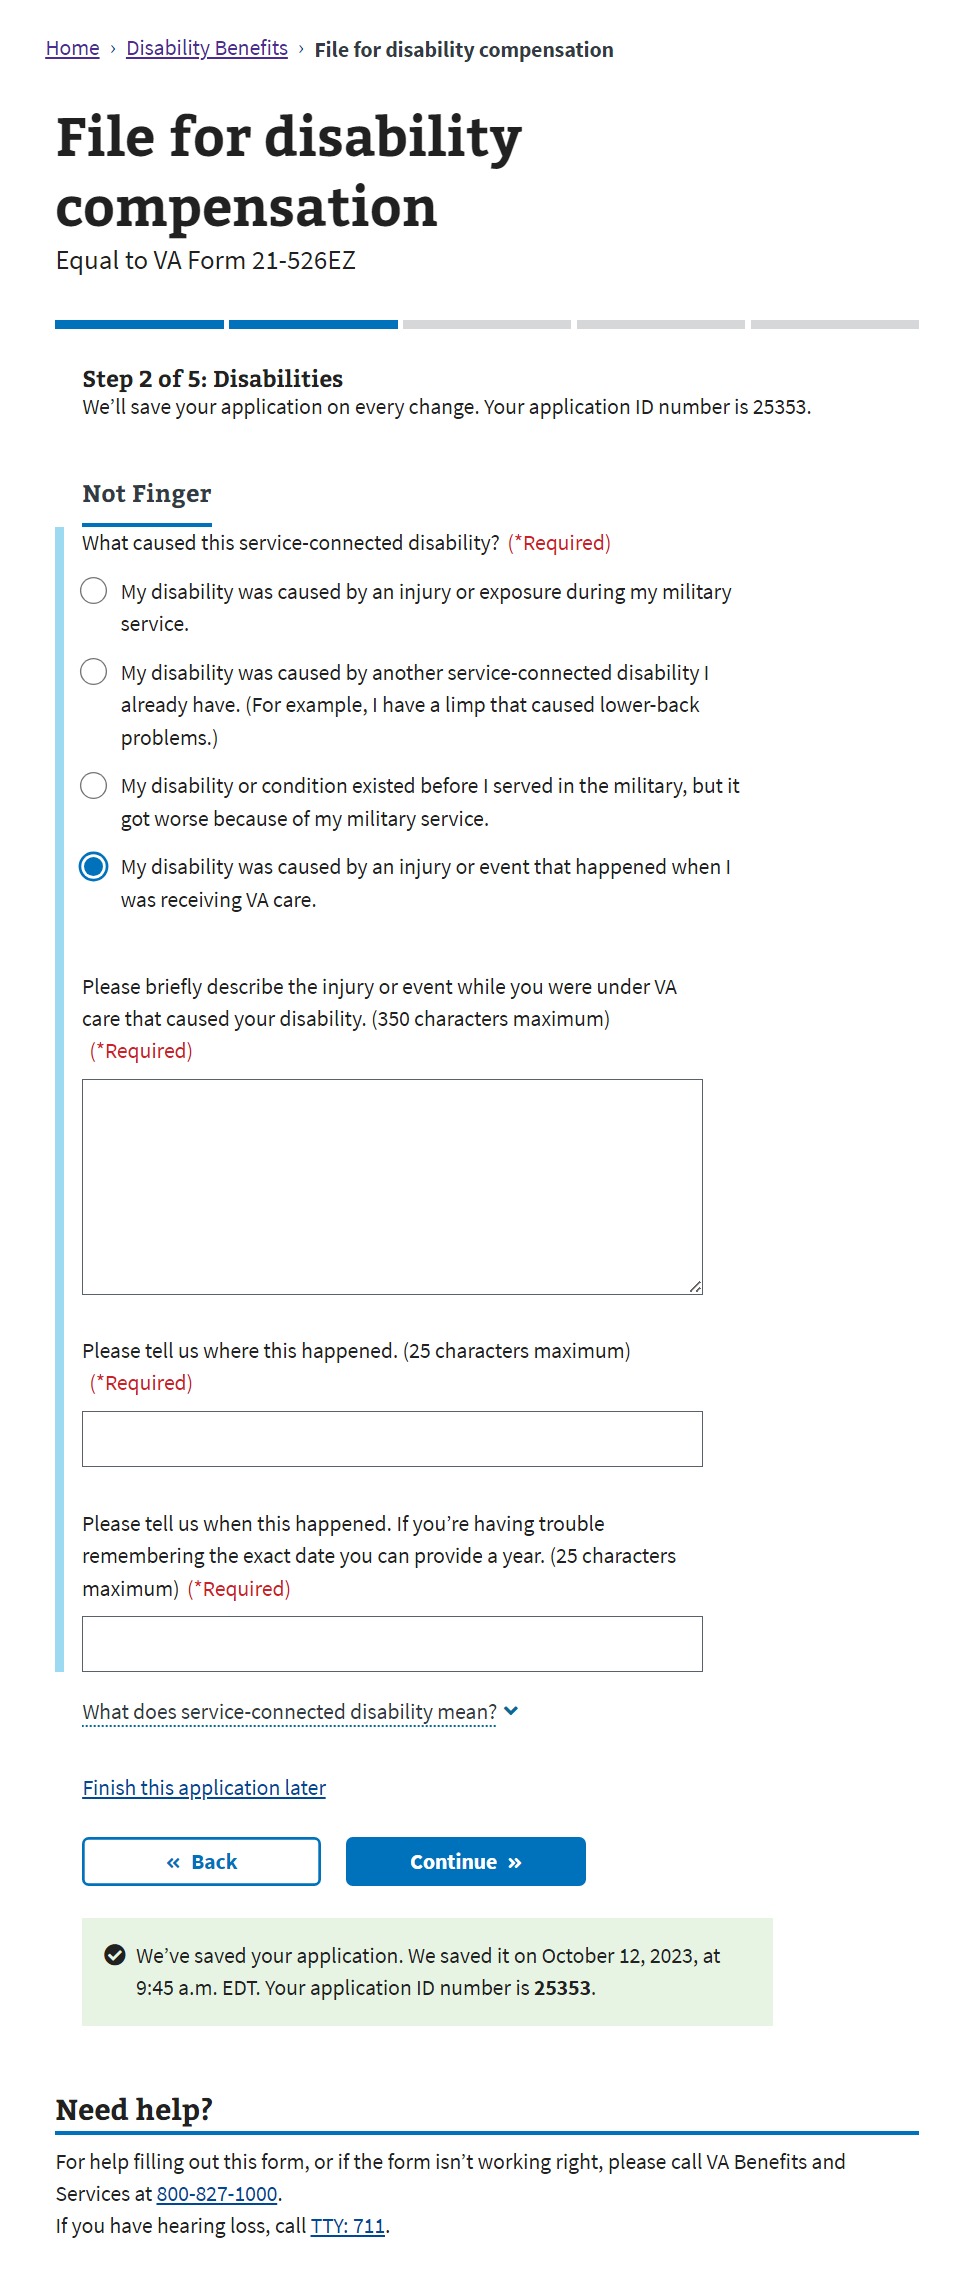 Home › Disability Benefits › File for disability compensation
File for disability
compensation
Equal to VA Form 21-526EZ
Step 2 of 5: Disabilities
We’ll save your application on every change. Your application ID number is 25353.
Not Finger
What caused this service-connected disability? (*Required)
My disability was caused by an injury or exposure during my military
service.
My disability was caused by another service-connected disability I
already have. (For example, I have a limp that caused lower-back
problems.)
My disability or condition existed before I served in the military, but it
got worse because of my military service.
My disability was caused by an injury or event that happened when I
was receiving VA care.
Please briefly describe the injury or event while you were under VA
care that caused your disability. (350 characters maximum)
(*Required)
Please tell us where this happened. (25 characters maximum)
(*Required)
Please tell us when this happened. If you’re having trouble
remembering the exact date you can provide a year. (25 characters
maximum) (*Required)
What does service-connected disability mean?
Finish this application later
« Back
Continue »
We’ve saved your application. We saved it on October 12, 2023, at
9:45 a.m. EDT. Your application ID number is 25353.
Need help?
For help filling out this form, or if the form isn’t working right, please call VA Benefits and
Services at 800-827-1000.
If you have hearing loss, call TTY: 711.